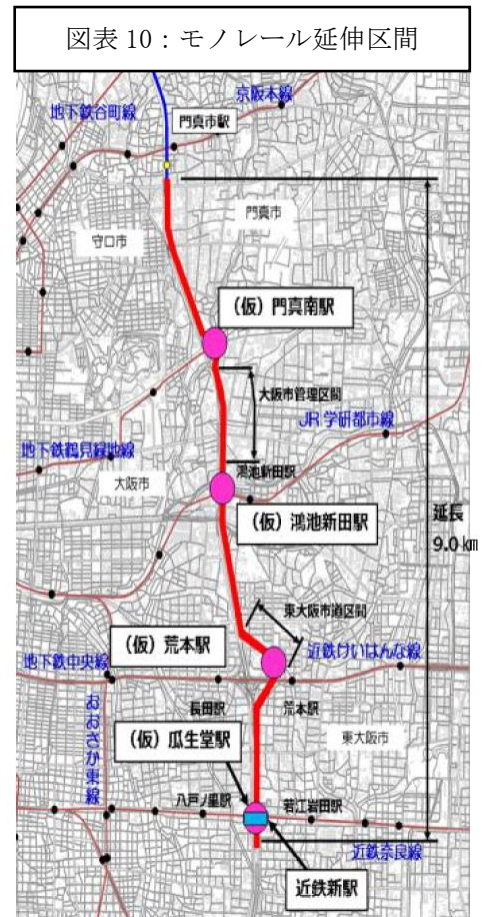 図表 10：モノレール延伸区間
京阪本線
地下鉄谷町線
門真市駅
門真市
守口市
（仮）門真南駅
大阪市管理区間
JR 学研都市線
地下鉄鶴見緑地線
鴻池新田駅
大阪市
（仮）鴻池新田駅
延長
9.0 ㎞
東大阪市道区間
（仮）荒本駅
近鉄けいはんな線
地下鉄中央線
長田駅
荒本駅
おおさか東線
（仮）瓜生堂駅
東大阪市
八戸ノ里駅
若江岩田駅
近鉄奈良線
近鉄新駅